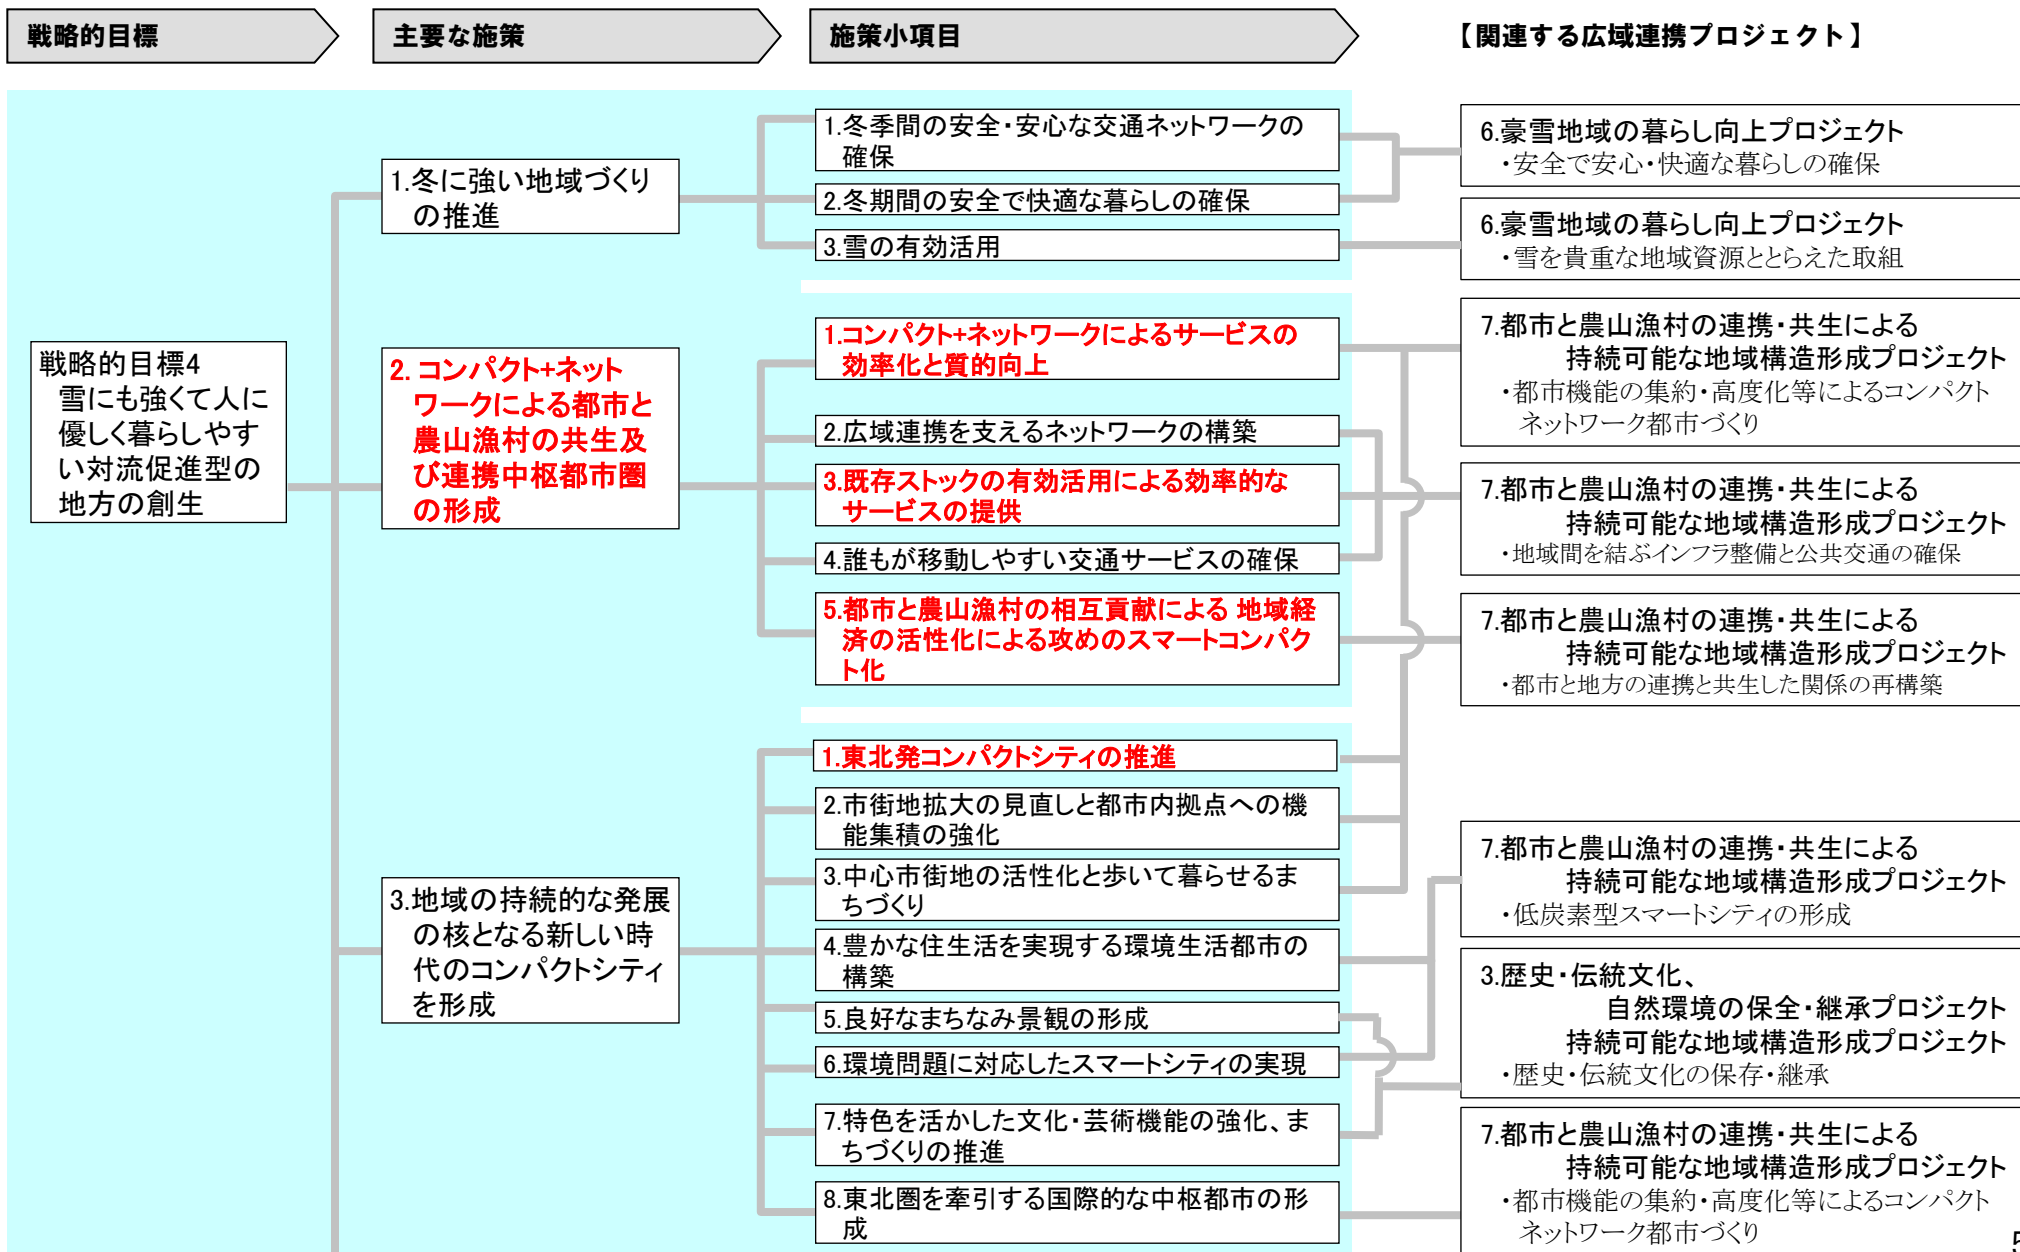 戦略的目標
主要な施策
施策小項目
【関連する広域連携プロジェクト】
戦略的目標4
雪にも強くて人に
優しく暮らしやす
い対流促進型の
地方の創生
1.冬に強い地域づくり
の推進
1.冬季間の安全・安心な交通ネットワークの
確保
2.冬期間の安全で快適な暮らしの確保
3.雪の有効活用
6.豪雪地域の暮らし向上プロジェクト
・安全で安心・快適な暮らしの確保
6.豪雪地域の暮らし向上プロジェクト
・雪を貴重な地域資源ととらえた取組
2. コンパクト+ネット
ワークによる都市と
農山漁村の共生及
び連携中枢都市圏
の形成
1.コンパクト+ネットワークによるサービスの
効率化と質的向上
2.広域連携を支えるネットワークの構築
3.既存ストックの有効活用による効率的な
サービスの提供
4.誰もが移動しやすい交通サービスの確保
5.都市と農山漁村の相互貢献による 地域経
済の活性化による攻めのスマートコンパク
ト化
7.都市と農山漁村の連携・共生による
持続可能な地域構造形成プロジェクト
・都市機能の集約・高度化等によるコンパクト
ネットワーク都市づくり
7.都市と農山漁村の連携・共生による
持続可能な地域構造形成プロジェクト
・地域間を結ぶインフラ整備と公共交通の確保
7.都市と農山漁村の連携・共生による
持続可能な地域構造形成プロジェクト
・都市と地方の連携と共生した関係の再構築
3.地域の持続的な発展
の核となる新しい時
代のコンパクトシティ
を形成
1.東北発コンパクトシティの推進
2.市街地拡大の見直しと都市内拠点への機
能集積の強化
3.中心市街地の活性化と歩いて暮らせるま
ちづくり
4.豊かな住生活を実現する環境生活都市の
構築
5.良好なまちなみ景観の形成
6.環境問題に対応したスマートシティの実現
7.特色を活かした文化・芸術機能の強化、ま
ちづくりの推進
8.東北圏を牽引する国際的な中枢都市の形
成
7.都市と農山漁村の連携・共生による
持続可能な地域構造形成プロジェクト
・低炭素型スマートシティの形成
3.歴史・伝統文化、
自然環境の保全・継承プロジェクト
持続可能な地域構造形成プロジェクト
・歴史・伝統文化の保存・継承
7.都市と農山漁村の連携・共生による
持続可能な地域構造形成プロジェクト
・都市機能の集約・高度化等によるコンパクト
ネットワーク都市づくり